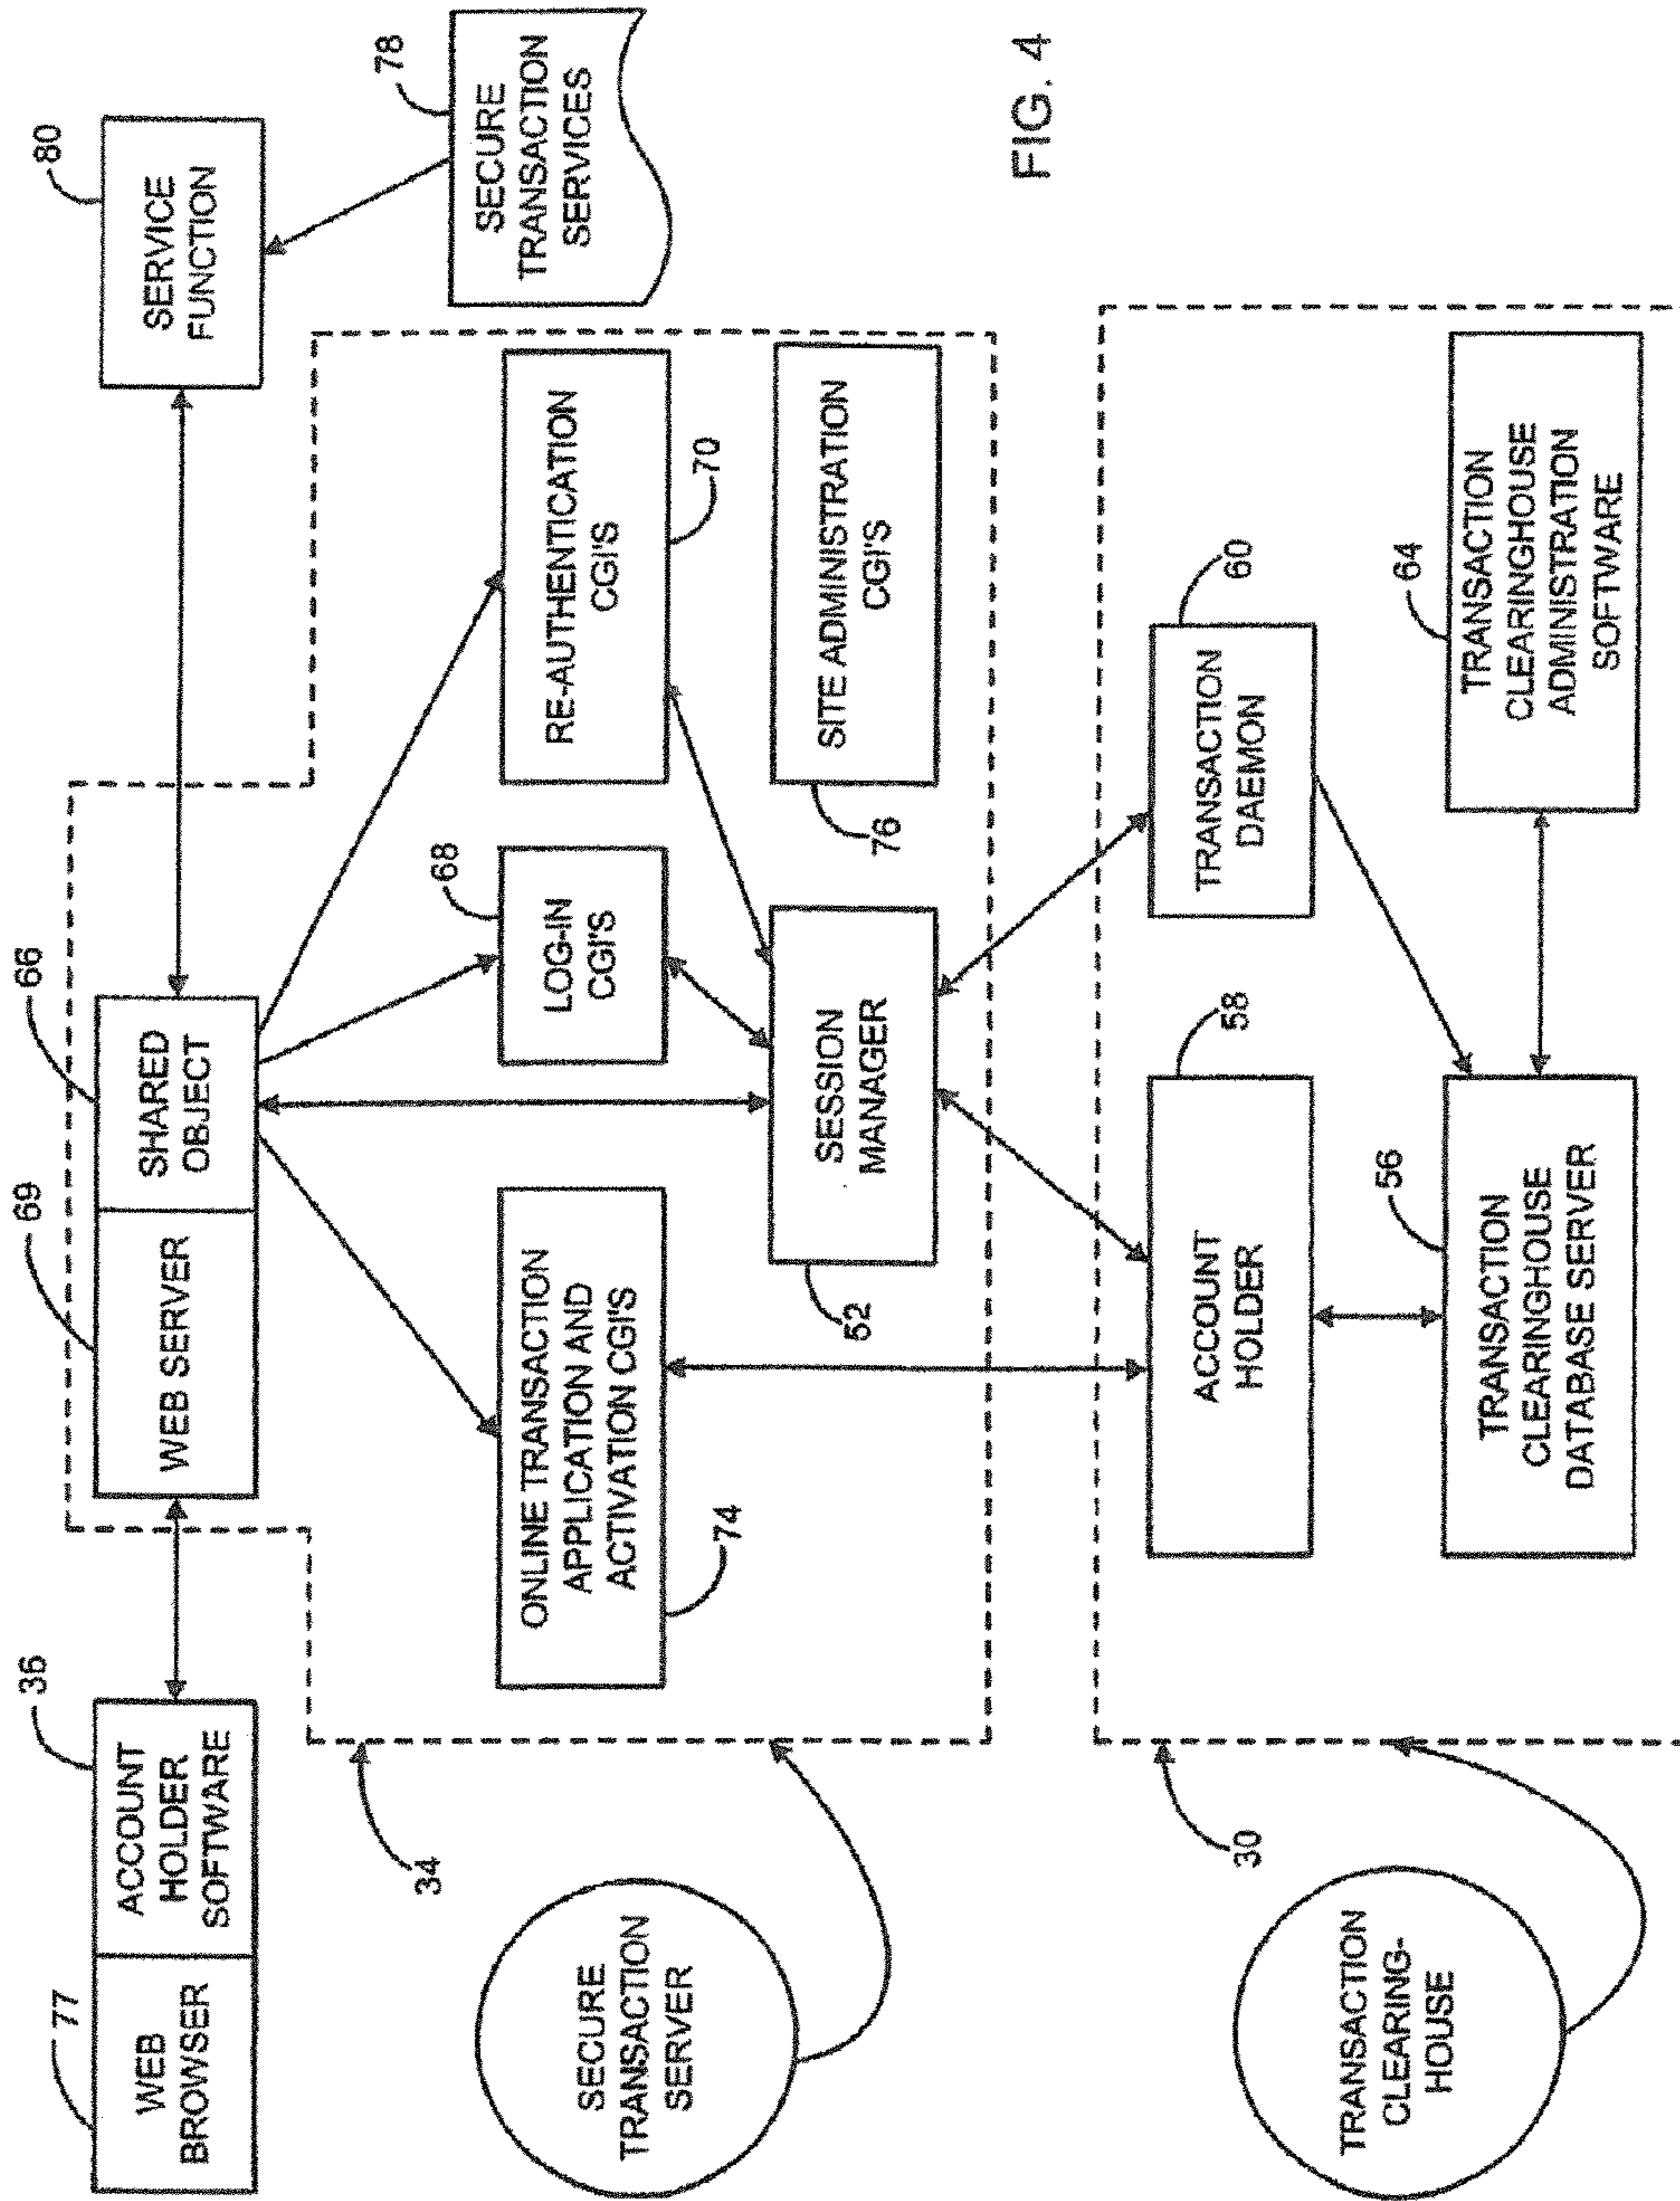 77
WEB
BROWSER
36
ACCOUNT
HOLDER
SOFTWARE
69
WEB SERVER
66
SHARED
OBJECT
80
SERVICE
FUNCTION
78
SECURE
TRANSACTION
SERVICES
34
SECURE
TRANSACTION
SERVER
ONLINE TRANSACTION
APPLICATION AND
ACTIVATION CGI'S
74
68
LOG-IN
CGI'S
RE-AUTHENTICATION
CGI'S
70
SESSION
MANAGER
52
SITE ADMINISTRATION
CGI'S
76
FIG. 4
30
TRANSACTION
CLEARING-
HOUSE
58
ACCOUNT
HOLDER
60
TRANSACTION
DAEMON
56
TRANSACTION
CLEARINGHOUSE
DATABASE SERVER
64
TRANSACTION
CLEARINGHOUSE
ADMINISTRATION
SOFTWARE